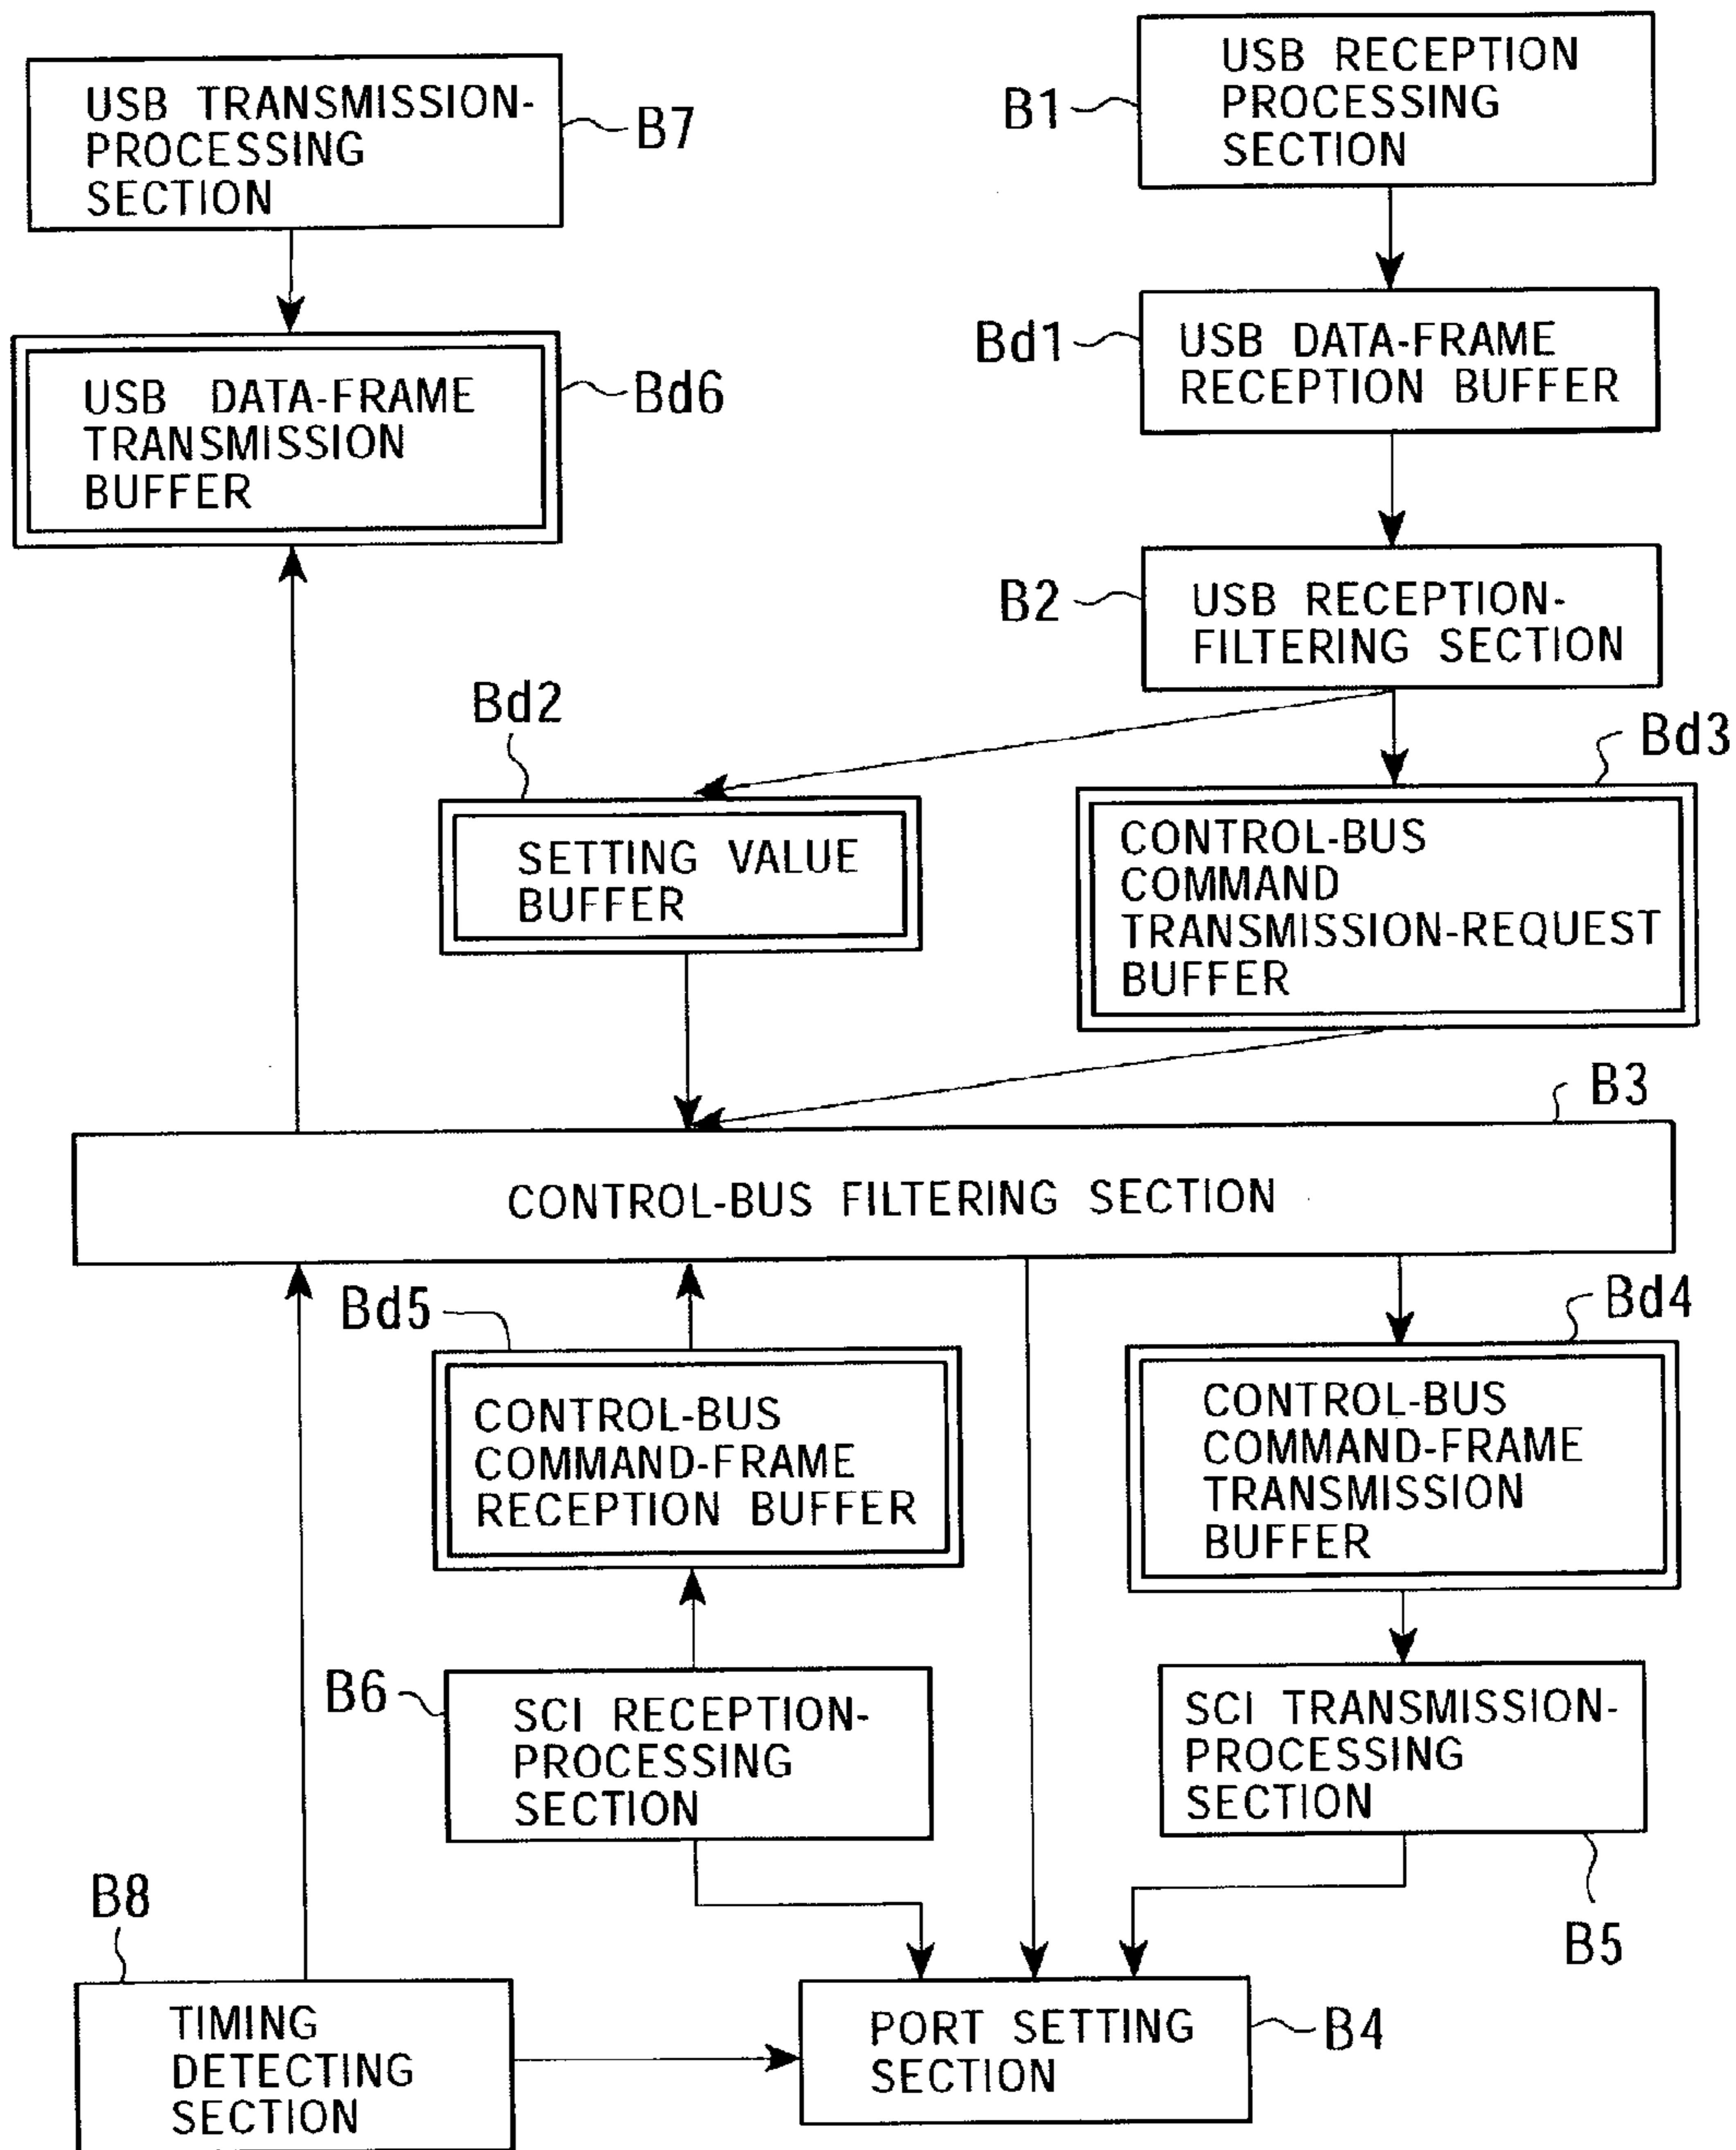 USB TRANSMISSION-
PROCESSING
SECTION
B7
B1
USB RECEPTION
PROCESSING
SECTION
USB DATA-FRAME
TRANSMISSION
BUFFER
Bd6
Bd1
USB DATA-FRAME
RECEPTION BUFFER
B2
USB RECEPTION-
FILTERING SECTION
Bd2
SETTING VALUE
BUFFER
Bd3
CONTROL-BUS
COMMAND
TRANSMISSION-REQUEST
BUFFER
B3
CONTROL-BUS FILTERING SECTION
Bd5
CONTROL-BUS
COMMAND-FRAME
RECEPTION BUFFER
Bd4
CONTROL-BUS
COMMAND-FRAME
TRANSMISSION
BUFFER
B6
SCI RECEPTION-
PROCESSING
SECTION
SCI TRANSMISSION-
PROCESSING
SECTION
B5
B8
TIMING
DETECTING
SECTION
PORT SETTING
SECTION
B4